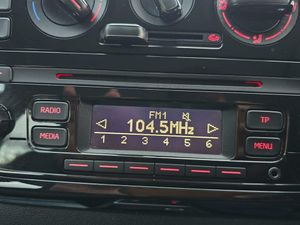 RADIO
MEDIA
FM1
104.5MHz
1 2 3 4 5 6
TP
MENU